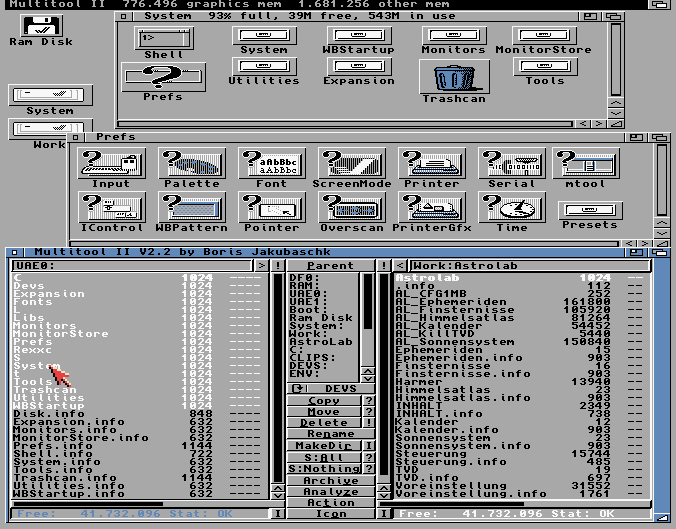 Multitool II 776.496 graphics mem 1.681.256 other mem
Ram Disk
System
Work
System 93% full, 39M free, 543M in use
Shell
System
WBStartup
Monitors
MonitorStore
Prefs
Utilities
Expansion
Trashcan
Tools
Prefs
Input
Palette
Font
ScreenMode
Printer
Serial
mtool
IControl
WBPattern
Pointer
Overscan
PrinterGfx
Time
Presets
Multitool II V2.2 by Boris Jakubaschk
UAE0: > !
C 1024 ----
Devs 1024 ----
Expansion 1024 ----
Fonts 1024 ----
L 1024 ----
Libs 1024 ----
Monitors 1024 ----
MonitorStore 1024 ----
Prefs 1024 ----
Rexxc 1024 ----
S 1024 ----
System 1024 ----
t 1024 ----
Tools 1024 ----
Trashcan 1024 ----
Utilities 1024 ----
WBStartup 1024 ----
Disk.info 848 ----
Expansion.info 632 ----
Monitors.info 632 ----
MonitorStore.info 632 ----
Prefs.info 1144 ----
Shell.info 722 ----
System.info 632 ----
Tools.info 632 ----
Trashcan.info 1144 ----
Utilities.info 632 ----
WBStartup.info 632 ----
Free: 41.732.096 Stat: OK I
Parent
DF0:
RAM:
UAE0:
UAE1:
Boot:
Ram Disk
System:
Work:
AstroLab
C:
CLIPS:
DEVS:
ENV:
DEVS
Copy ?
Move ?
Delete !
Rename
MakeDir I
S:All ?
S:Nothing ?
Archive
Analyze
Action
Icon
! < Work:Astrolab
Astrolab 1024 --
.info 112 --
AL_CFG1MB 252 --
AL_Ephemeriden 161800 --
AL_Finsternisse 105920 --
AL_Himmelsatlas 81264 --
AL_Kalender 54452 --
AL_KillTVD 5440 --
AL_Sonnensystem 150840 --
Ephemeriden 15 --
Ephemeriden.info 903 --
Finsternisse 16 --
Finsternisse.info 903 --
Harmer 13940 --
Himmelsatlas 23 --
Himmelsatlas.info 903 --
INHALT 2349 --
INHALT.info 738 --
Kalender 12 --
Kalender.info 903 --
Sonnensystem 23 --
Sonnensystem.info 903 --
Steuerung 15744 --
Steuerung.info 485 --
TVD 19 --
TVD.info 697 --
Voreinstellung 31552 --
Voreinstellung.info 1761 --
I Free: 41.732.096 Stat: OK